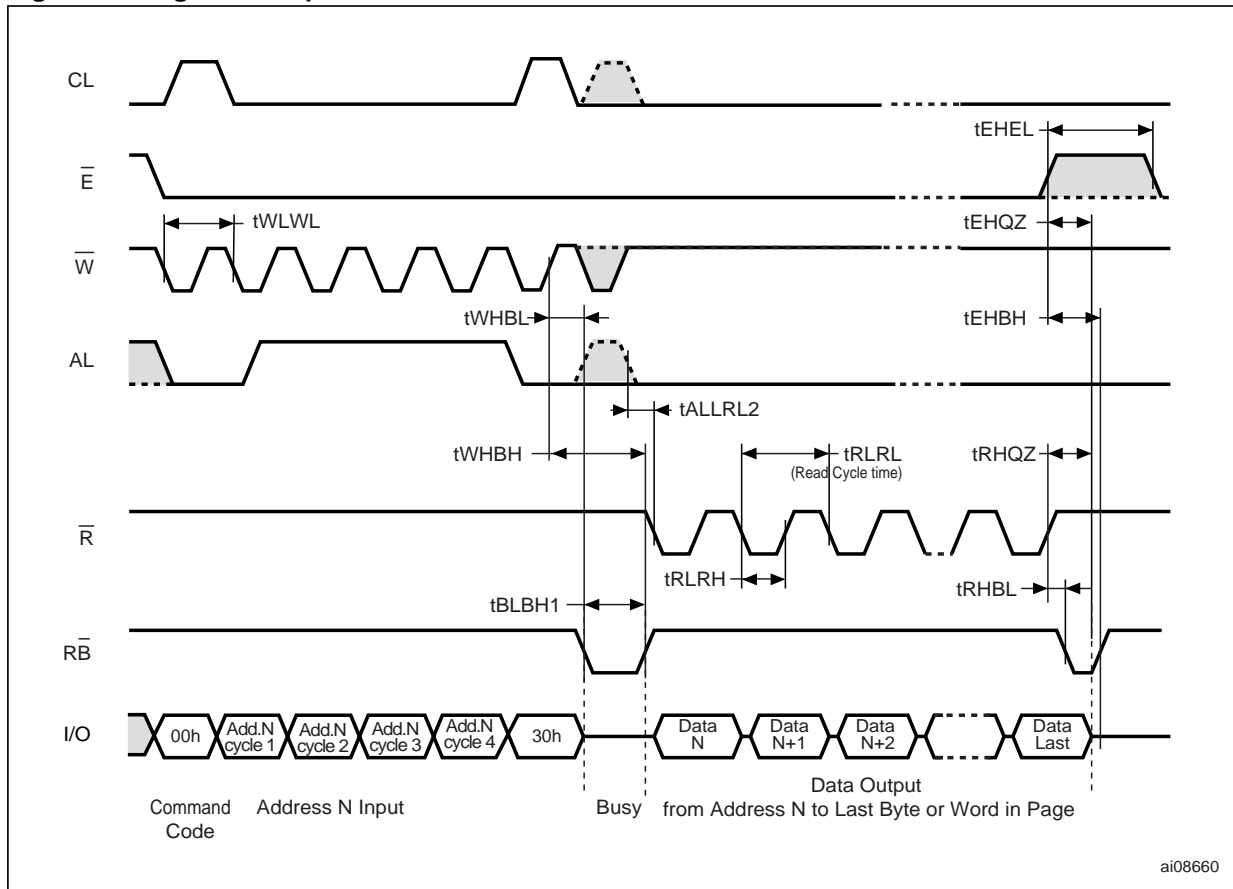 CL
tEHEL
E
tWLWL
tEHQZ
W
tWHBL
tEHBH
AL
tALLRL2
tWHBH
tRLRL
(Read Cycle time)
tRHQZ
R
tRLRH
tRHBL
tBLBH1
RB
I/O
00h
Add.N
cycle 1
Add.N
cycle 2
Add.N
cycle 3
Add.N
cycle 4
30h
Data
N
Data
N+1
Data
N+2
Data
Last
Command
Code
Address N Input
Busy
Data Output
from Address N to Last Byte or Word in Page
ai08660